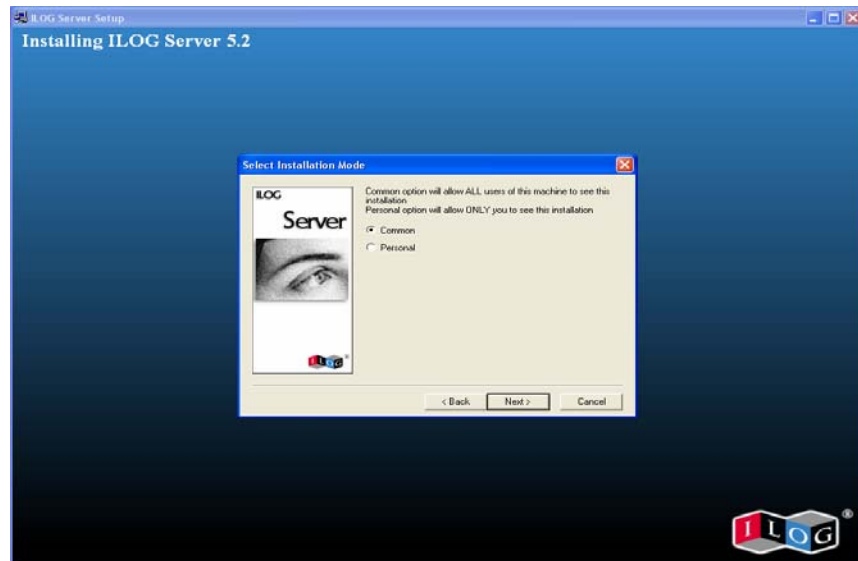 ILOG Server Setup
Installing ILOG Server 5.2
Select Installation Mode
ILOG
Server
Common option will allow ALL users of this machine to see this
installation
Personal option will allow ONLY you to see this installation
Common
Personal
ILOG®
< Back Next > Cancel
ILOG®